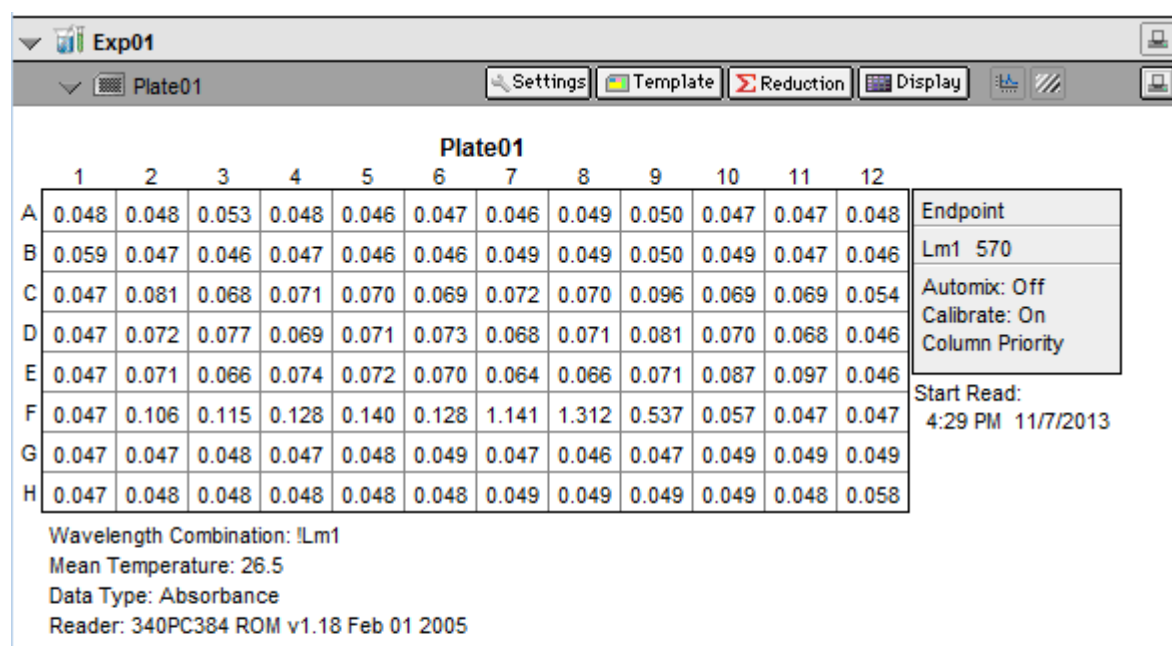 Exp01
Plate01 Settings Template Reduction Display
Plate01
1 2 3 4 5 6 7 8 9 10 11 12
A 0.048 0.048 0.053 0.048 0.046 0.047 0.046 0.049 0.050 0.047 0.047 0.048
B 0.059 0.047 0.046 0.047 0.046 0.046 0.049 0.049 0.050 0.049 0.047 0.046
C 0.047 0.081 0.068 0.071 0.070 0.069 0.072 0.070 0.096 0.069 0.069 0.054
D 0.047 0.072 0.077 0.069 0.071 0.073 0.068 0.071 0.081 0.070 0.068 0.046
E 0.047 0.071 0.066 0.074 0.072 0.070 0.064 0.066 0.071 0.087 0.097 0.046
F 0.047 0.106 0.115 0.128 0.140 0.128 1.141 1.312 0.537 0.057 0.047 0.047
G 0.047 0.047 0.048 0.047 0.048 0.049 0.047 0.046 0.047 0.049 0.049 0.049
H 0.047 0.048 0.048 0.048 0.048 0.048 0.049 0.049 0.049 0.049 0.048 0.058
Endpoint
Lm1 570
Automix: Off
Calibrate: On
Column Priority
Start Read:
4:29 PM 11/7/2013
Wavelength Combination: !Lm1
Mean Temperature: 26.5
Data Type: Absorbance
Reader: 340PC384 ROM v1.18 Feb 01 2005